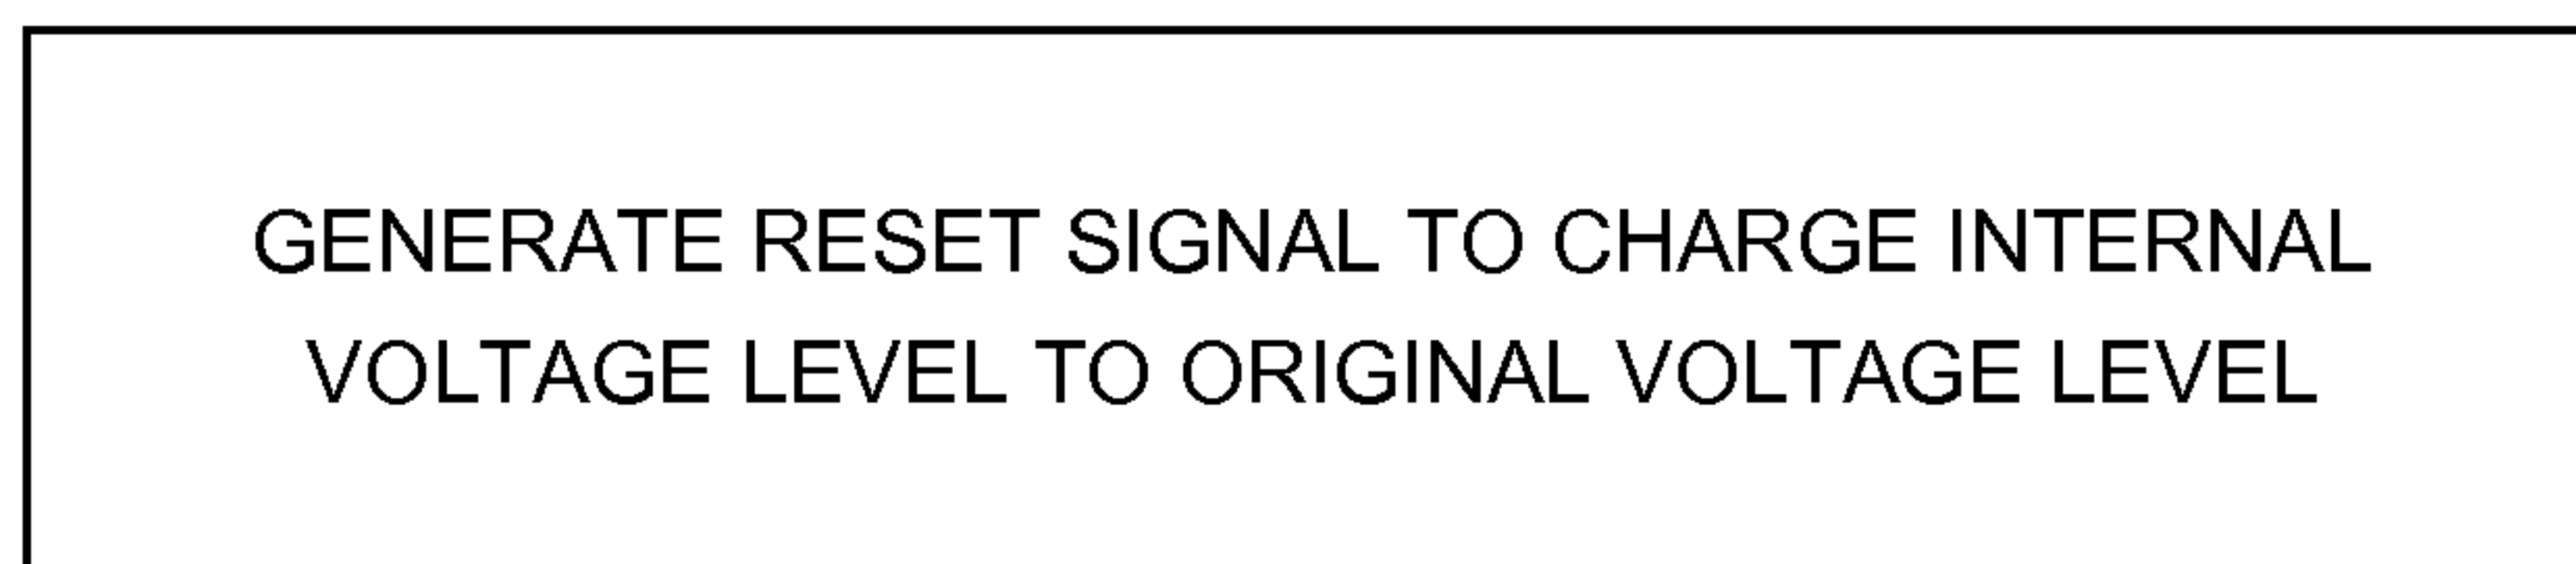 GENERATE RESET SIGNAL TO CHARGE INTERNAL
VOLTAGE LEVEL TO ORIGINAL VOLTAGE LEVEL